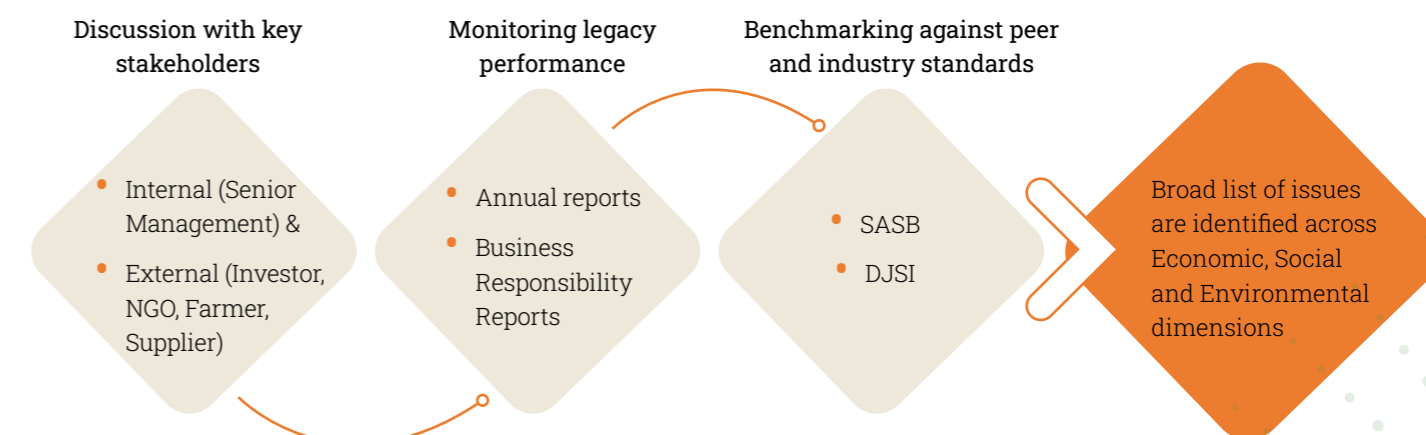 Discussion with key
stakeholders
Internal (Senior
Management) &
External (Investor,
NGO, Farmer,
Supplier)
Monitoring legacy
performance
Annual reports
Business
Responsibility
Reports
Benchmarking against peer
and industry standards
SASB
DJSI
Broad list of issues
are identified across
Economic, Social
and Environmental
dimensions